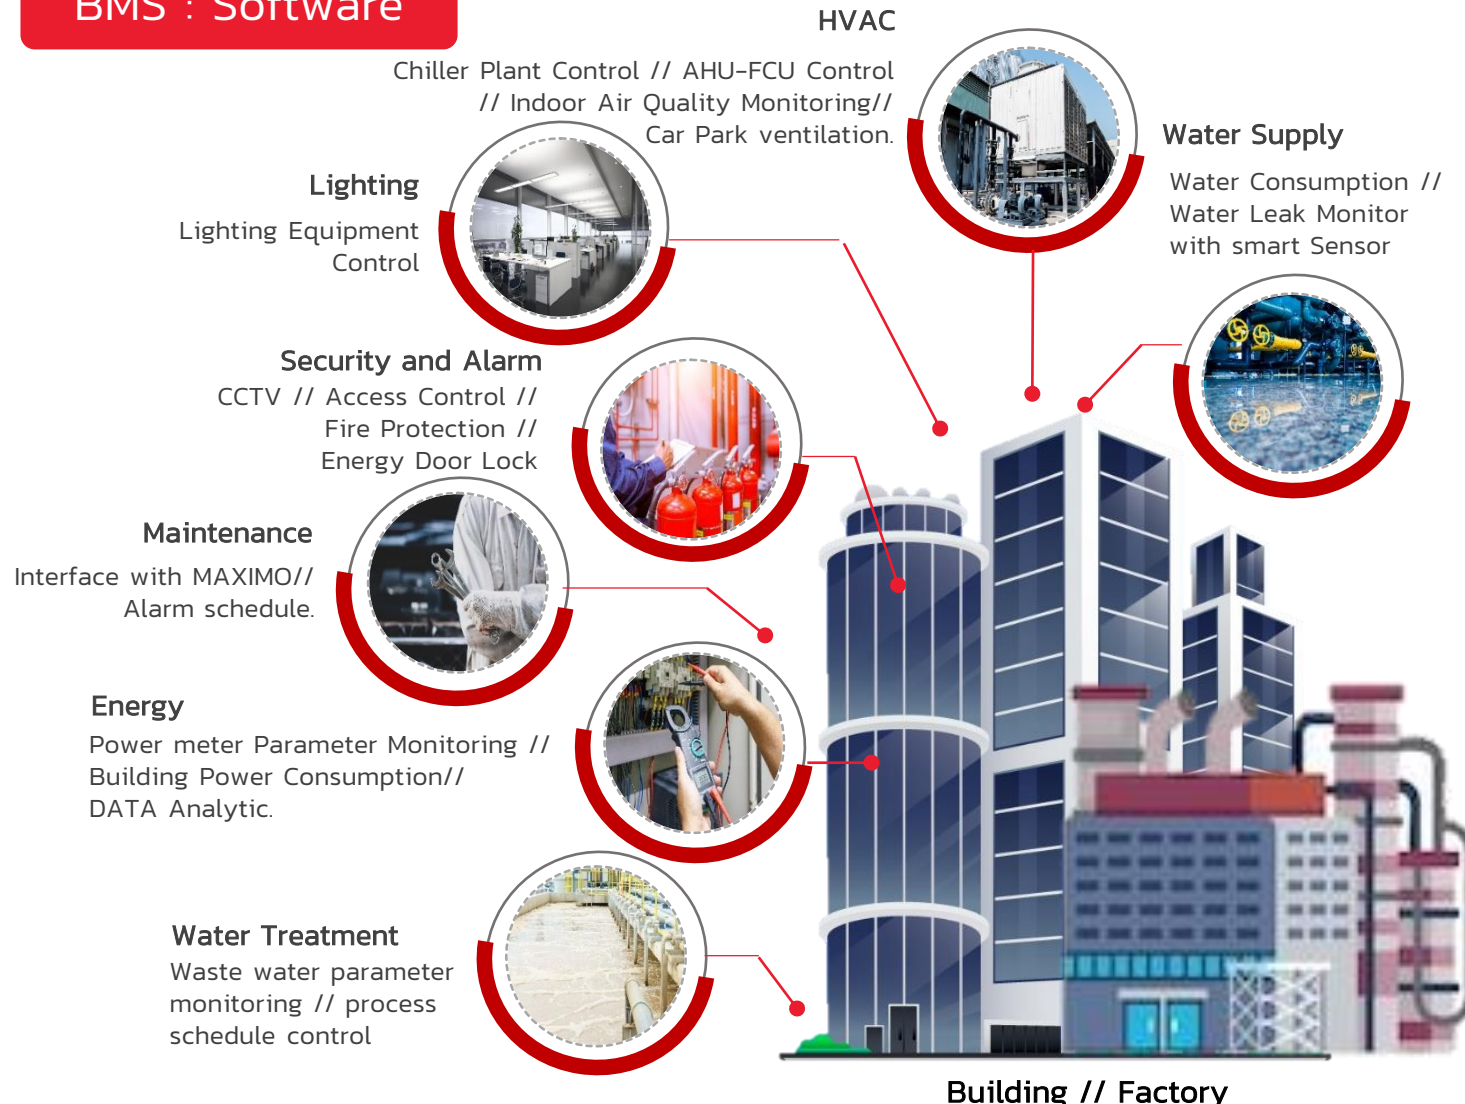 BMS : Software
HVAC
Chiller Plant Control // AHU-FCU Control
// Indoor Air Quality Monitoring//
Car Park ventilation.
Water Supply
Water Consumption //
Water Leak Monitor
with smart Sensor
Lighting
Lighting Equipment
Control
Security and Alarm
CCTV // Access Control //
Fire Protection //
Energy Door Lock
Maintenance
Interface with MAXIMO//
Alarm schedule.
Energy
Power meter Parameter Monitoring //
Building Power Consumption//
DATA Analytic.
Water Treatment
Waste water parameter
monitoring // process
schedule control
Building // Factory